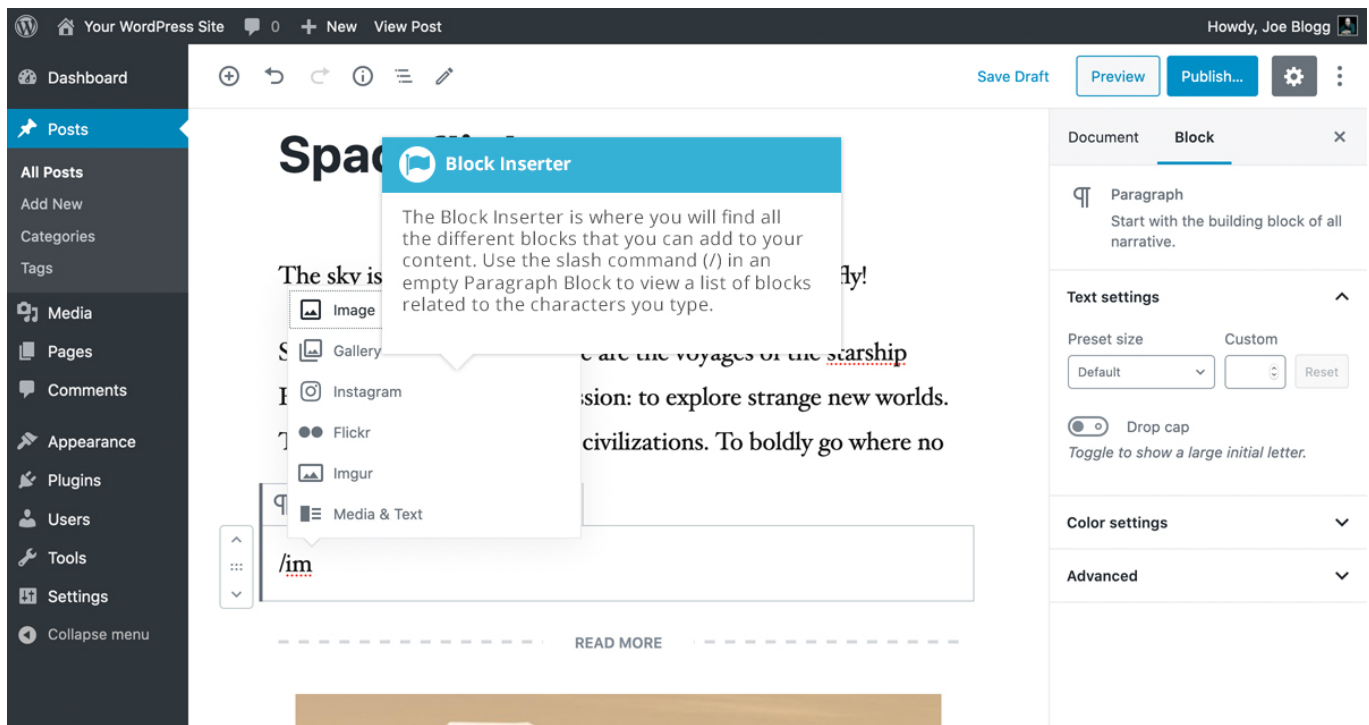 Your WordPress Site 0 New View Post Howdy, Joe Blogg
Dashboard
Posts
All Posts
Add New
Categories
Tags
Media
Pages
Comments
Appearance
Plugins
Users
Tools
Settings
Collapse menu
Save Draft Preview Publish...
Block Inserter
The Block Inserter is where you will find all
the different blocks that you can add to your
content. Use the slash command (/) in an
empty Paragraph Block to view a list of blocks
related to the characters you type.
The sky is fly!
are the voyages of the starship
to explore strange new worlds.
civilizations. To boldly go where no
Image
Gallery
Instagram
Flickr
Imgur
Media & Text
/im
READ MORE
Document Block
Paragraph
Start with the building block of all
narrative.
Text settings
Preset size Custom
Default Reset
Drop cap
Toggle to show a large initial letter.
Color settings
Advanced